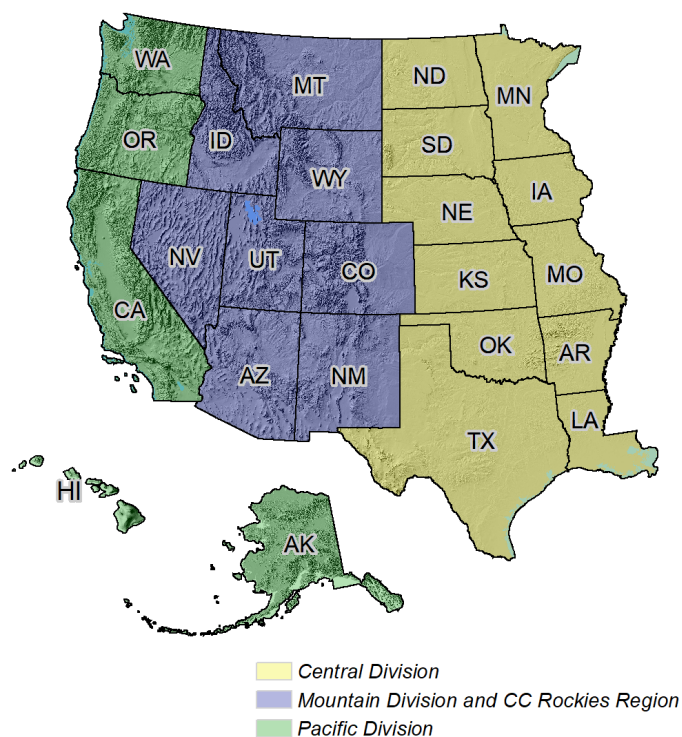 WA
MT
ND
MN
OR
ID
SD
WY
IA
NE
NV
UT
CO
KS
MO
CA
OK
AR
AZ
NM
LA
TX
HI
AK
Central Division
Mountain Division and CC Rockies Region
Pacific Division